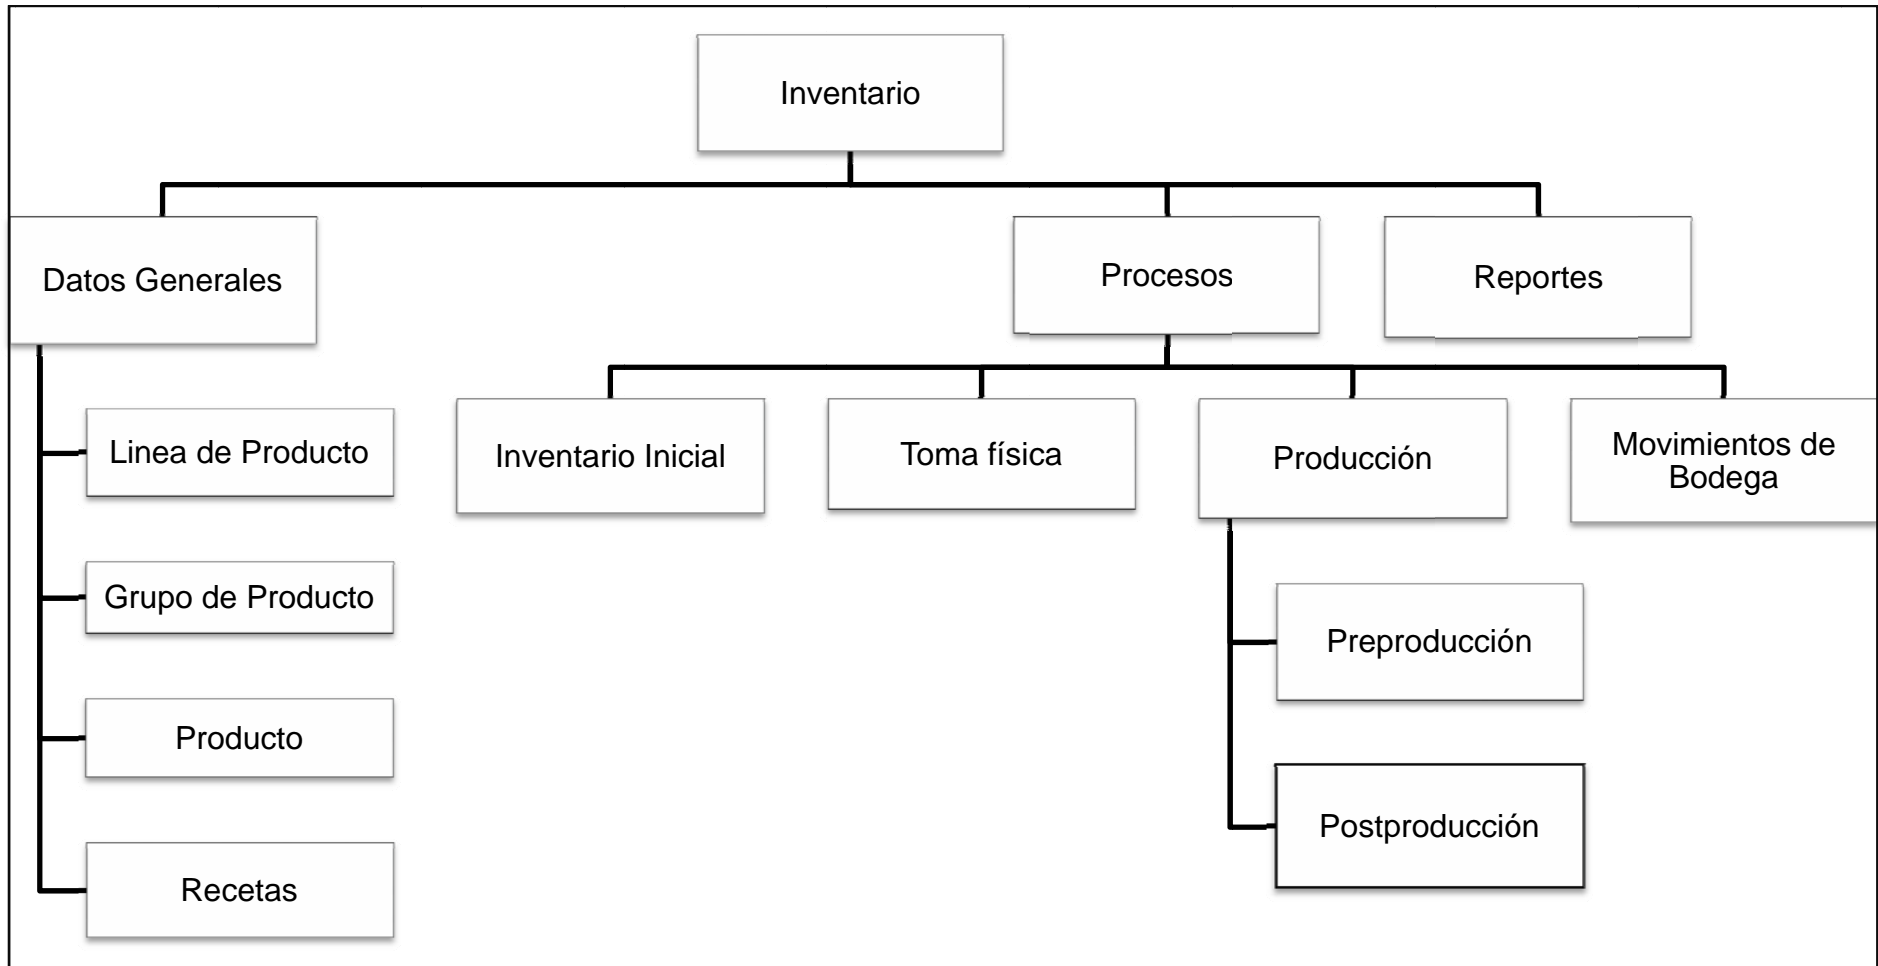 Inventario
Datos Generales
Procesos
Reportes
Linea de Producto
Grupo de Producto
Producto
Recetas
Inventario Inicial
Toma física
Producción
Movimientos de
Bodega
Preproducción
Postproducción